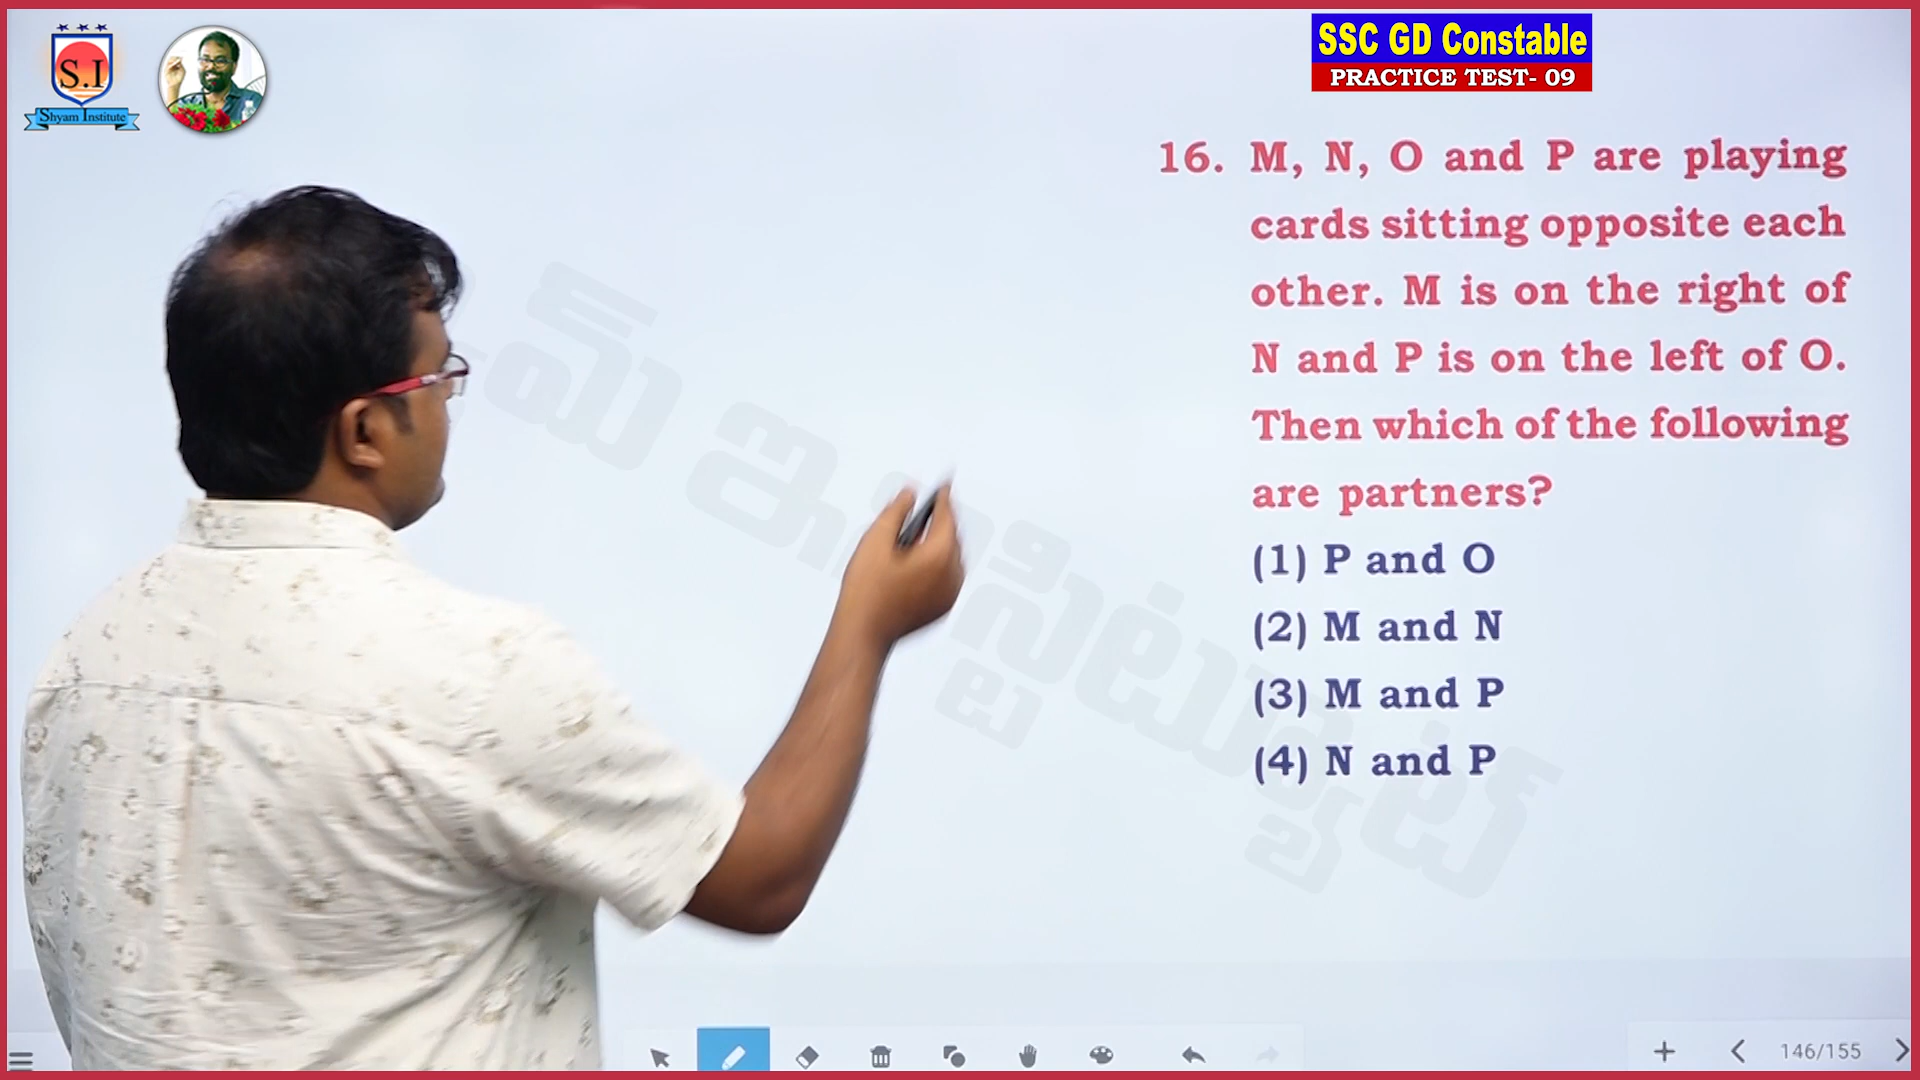 S.I
Shyam Institute
SSC GD Constable
PRACTICE TEST- 09
16. M, N, O and P are playing
cards sitting opposite each
other. M is on the right of
N and P is on the left of O.
Then which of the following
are partners?
(1) P and O
(2) M and N
(3) M and P
(4) N and P
146/155